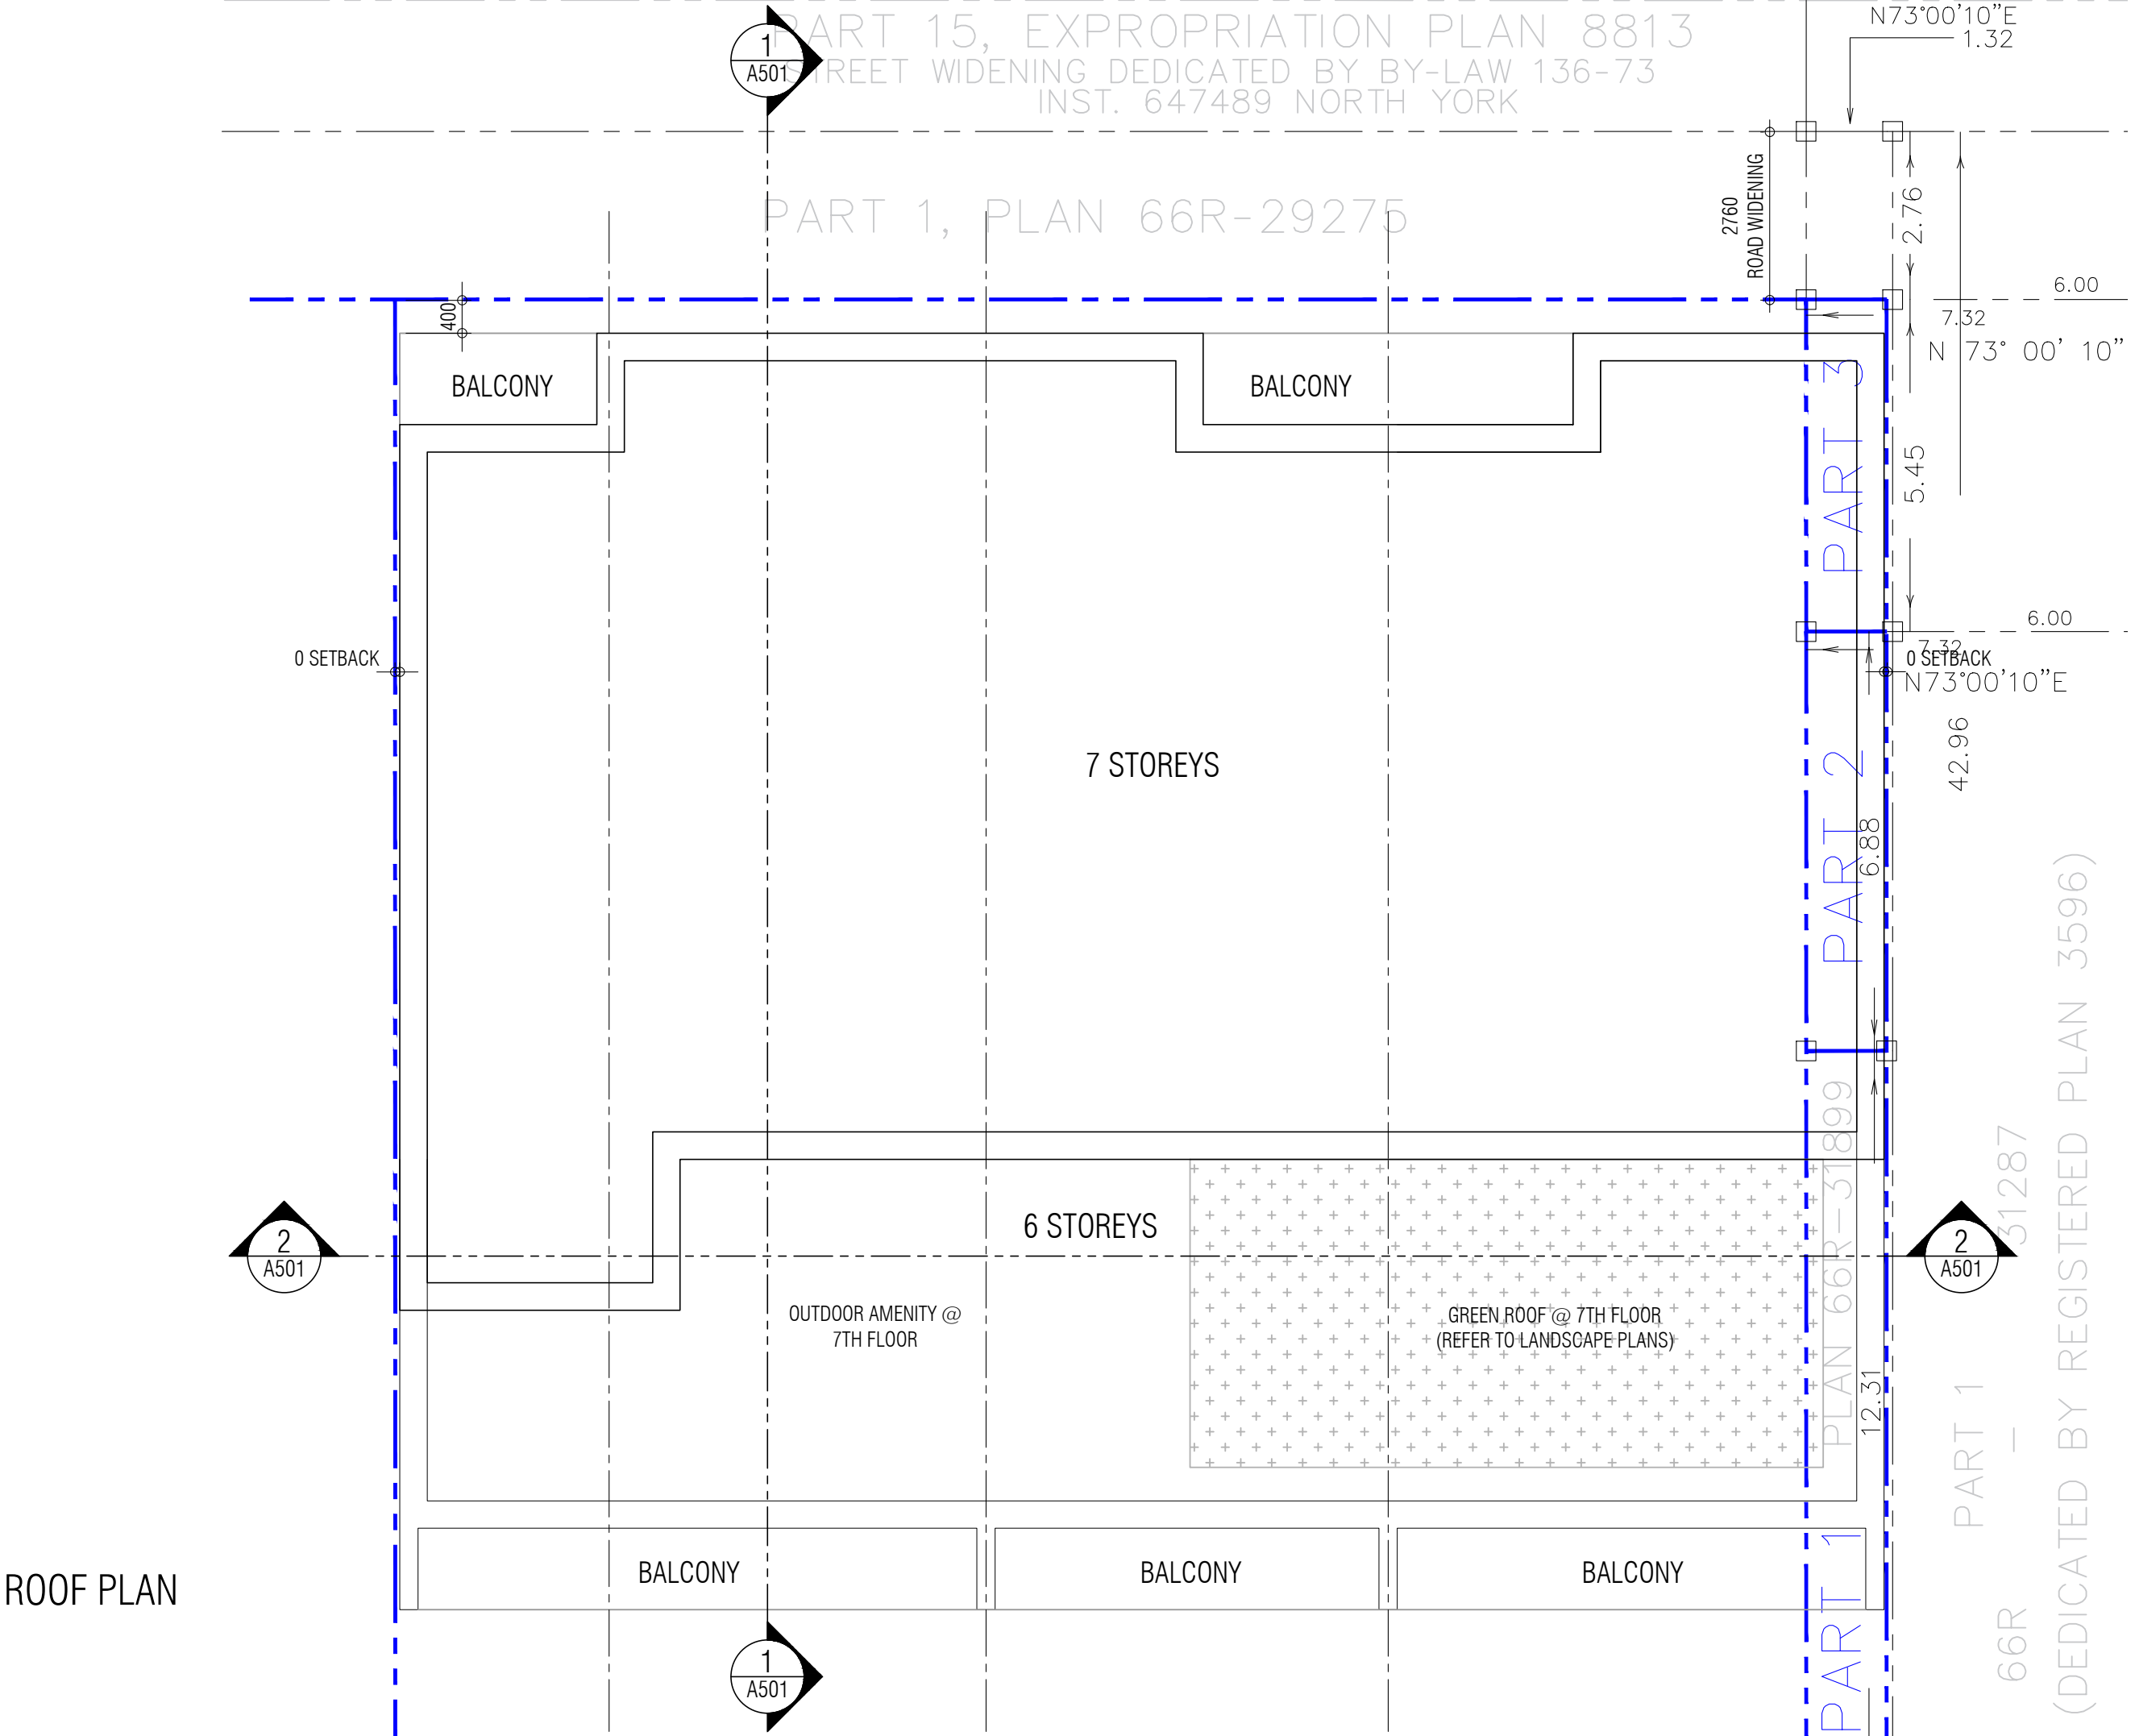 PART 15, EXPROPRIATION PLAN 8813
STREET WIDENING DEDICATED BY BY-LAW 136-73
INST. 647489 NORTH YORK
1
A501
N73°00'10"E
1.32
PART 1, PLAN 66R-29275
2760
ROAD WIDENING
2.76
6.00
7.32
N 73° 00' 10"
400
BALCONY
BALCONY
PART 3
5.45
6.00
7.32
0 SETBACK
0 SETBACK
N73°00'10"E
42.96
7 STOREYS
PART 2
6.88
PLAN 66R-31899
6 STOREYS
2
A501
2
A501
OUTDOOR AMENITY @
7TH FLOOR
GREEN ROOF @ 7TH FLOOR
(REFER TO LANDSCAPE PLANS)
12.31
PART 1
66R - 31287
(DEDICATED BY REGISTERED PLAN 3596)
BALCONY
BALCONY
BALCONY
PART 1
ROOF PLAN
1
A501